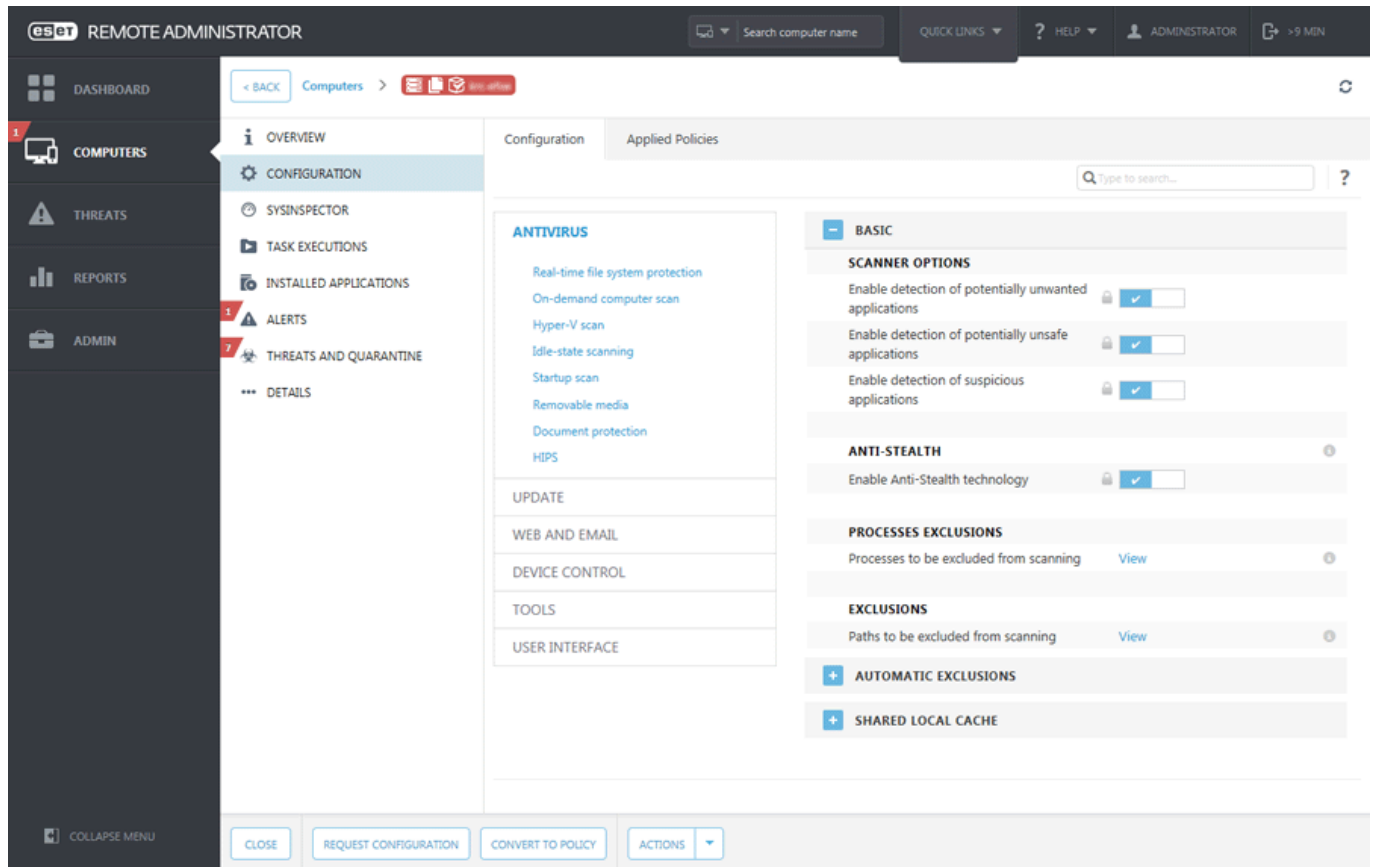 eset REMOTE ADMINISTRATOR
Search computer name
QUICK LINKS
? HELP
ADMINISTRATOR
>9 MIN
DASHBOARD
1
COMPUTERS
THREATS
REPORTS
ADMIN
COLLAPSE MENU
< BACK
Computers >
OVERVIEW
CONFIGURATION
SYSINSPECTOR
TASK EXECUTIONS
INSTALLED APPLICATIONS
1
ALERTS
7
THREATS AND QUARANTINE
DETAILS
Configuration
Applied Policies
Type to search...
?
ANTIVIRUS
Real-time file system protection
On-demand computer scan
Hyper-V scan
Idle-state scanning
Startup scan
Removable media
Document protection
HIPS
UPDATE
WEB AND EMAIL
DEVICE CONTROL
TOOLS
USER INTERFACE
BASIC
SCANNER OPTIONS
Enable detection of potentially unwanted
applications
Enable detection of potentially unsafe
applications
Enable detection of suspicious
applications
ANTI-STEALTH
Enable Anti-Stealth technology
PROCESSES EXCLUSIONS
Processes to be excluded from scanning View
EXCLUSIONS
Paths to be excluded from scanning View
AUTOMATIC EXCLUSIONS
SHARED LOCAL CACHE
CLOSE
REQUEST CONFIGURATION
CONVERT TO POLICY
ACTIONS